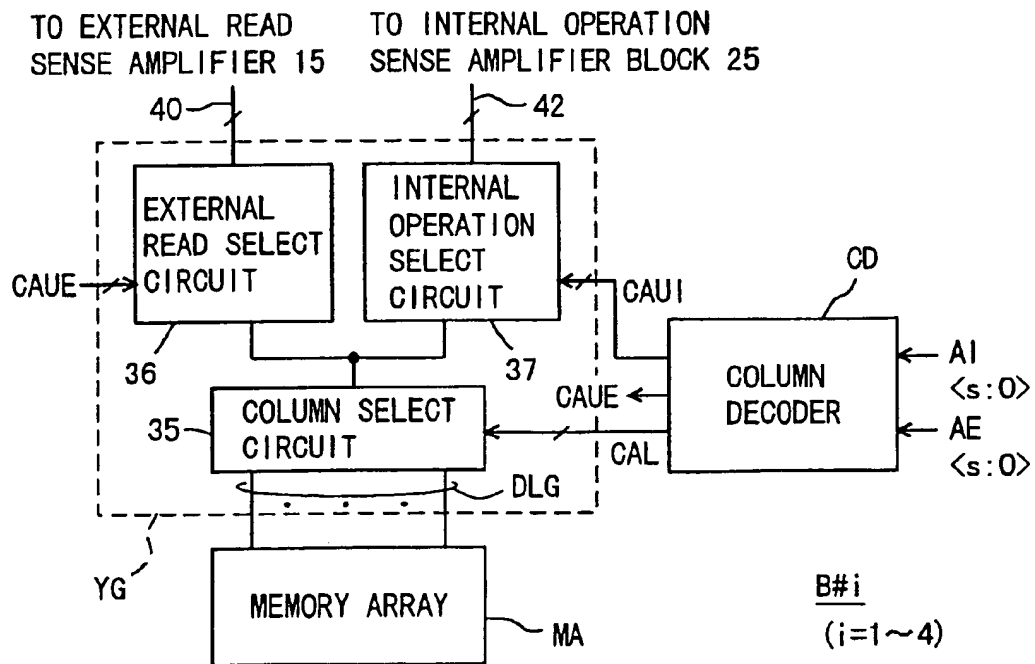 TO EXTERNAL READ
SENSE AMPLIFIER 15
TO INTERNAL OPERATION
SENSE AMPLIFIER BLOCK 25
40
42
EXTERNAL
READ SELECT
CIRCUIT
INTERNAL
OPERATION
SELECT
CIRCUIT
CAUE
CAUI
CD
36
37
COLUMN
DECODER
AI
<s:0>
AE
<s:0>
CAUE
35
COLUMN SELECT
CIRCUIT
CAL
DLG
YG
MEMORY ARRAY
MA
B#i
(i=1~4)